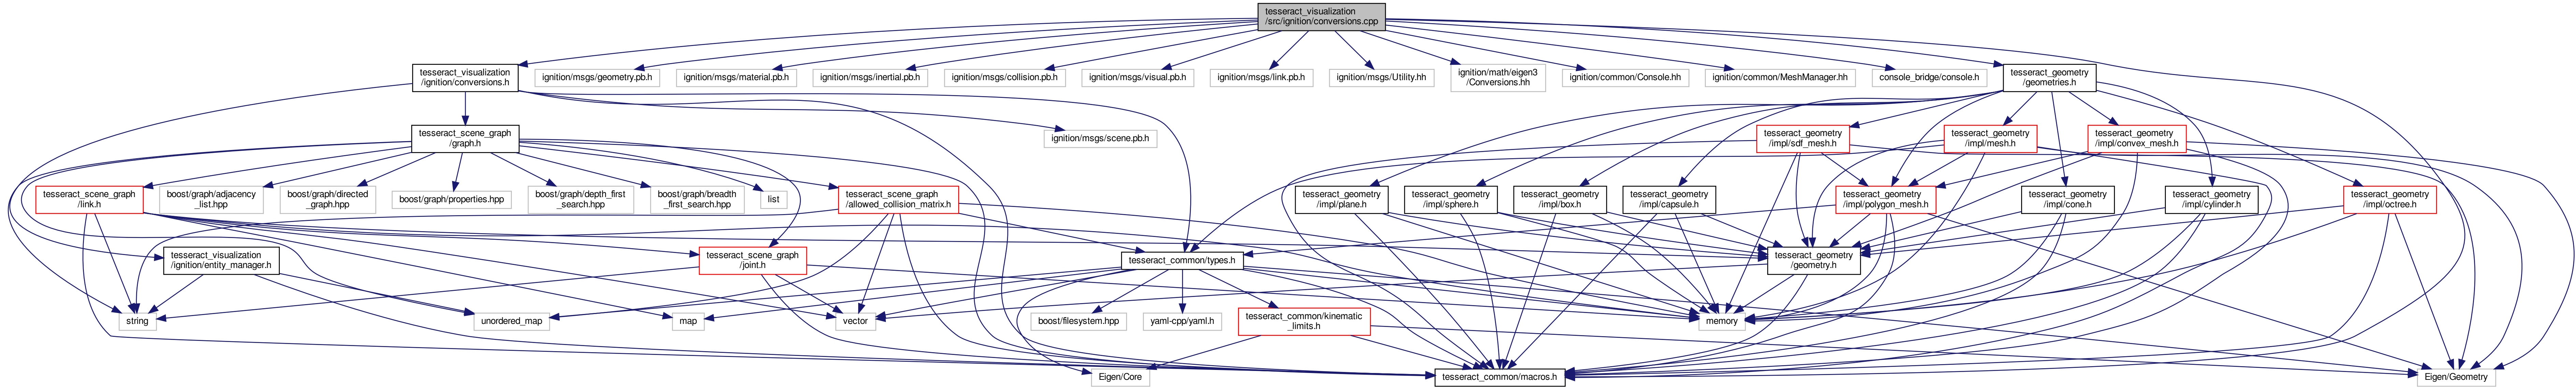 tesseract_visualization
/src/ignition/conversions.cpp
tesseract_visualization
/ignition/conversions.h
ignition/msgs/geometry.pb.h
ignition/msgs/material.pb.h
ignition/msgs/inertial.pb.h
ignition/msgs/collision.pb.h
ignition/msgs/visual.pb.h
ignition/msgs/link.pb.h
ignition/msgs/Utility.hh
ignition/math/eigen3
/Conversions.hh
ignition/common/Console.hh
ignition/common/MeshManager.hh
console_bridge/console.h
tesseract_geometry
/geometries.h
tesseract_scene_graph
/graph.h
ignition/msgs/scene.pb.h
tesseract_geometry
/impl/sdf_mesh.h
tesseract_geometry
/impl/mesh.h
tesseract_geometry
/impl/convex_mesh.h
tesseract_scene_graph
/link.h
boost/graph/adjacency
_list.hpp
boost/graph/directed
_graph.hpp
boost/graph/properties.hpp
boost/graph/depth_first
_search.hpp
boost/graph/breadth
_first_search.hpp
list
tesseract_scene_graph
/allowed_collision_matrix.h
tesseract_geometry
/impl/plane.h
tesseract_geometry
/impl/sphere.h
tesseract_geometry
/impl/box.h
tesseract_geometry
/impl/capsule.h
tesseract_geometry
/impl/polygon_mesh.h
tesseract_geometry
/impl/cone.h
tesseract_geometry
/impl/cylinder.h
tesseract_geometry
/impl/octree.h
tesseract_visualization
/ignition/entity_manager.h
tesseract_scene_graph
/joint.h
tesseract_common/types.h
tesseract_geometry
/geometry.h
string
unordered_map
map
vector
boost/filesystem.hpp
yaml-cpp/yaml.h
tesseract_common/kinematic
_limits.h
memory
Eigen/Core
tesseract_common/macros.h
Eigen/Geometry